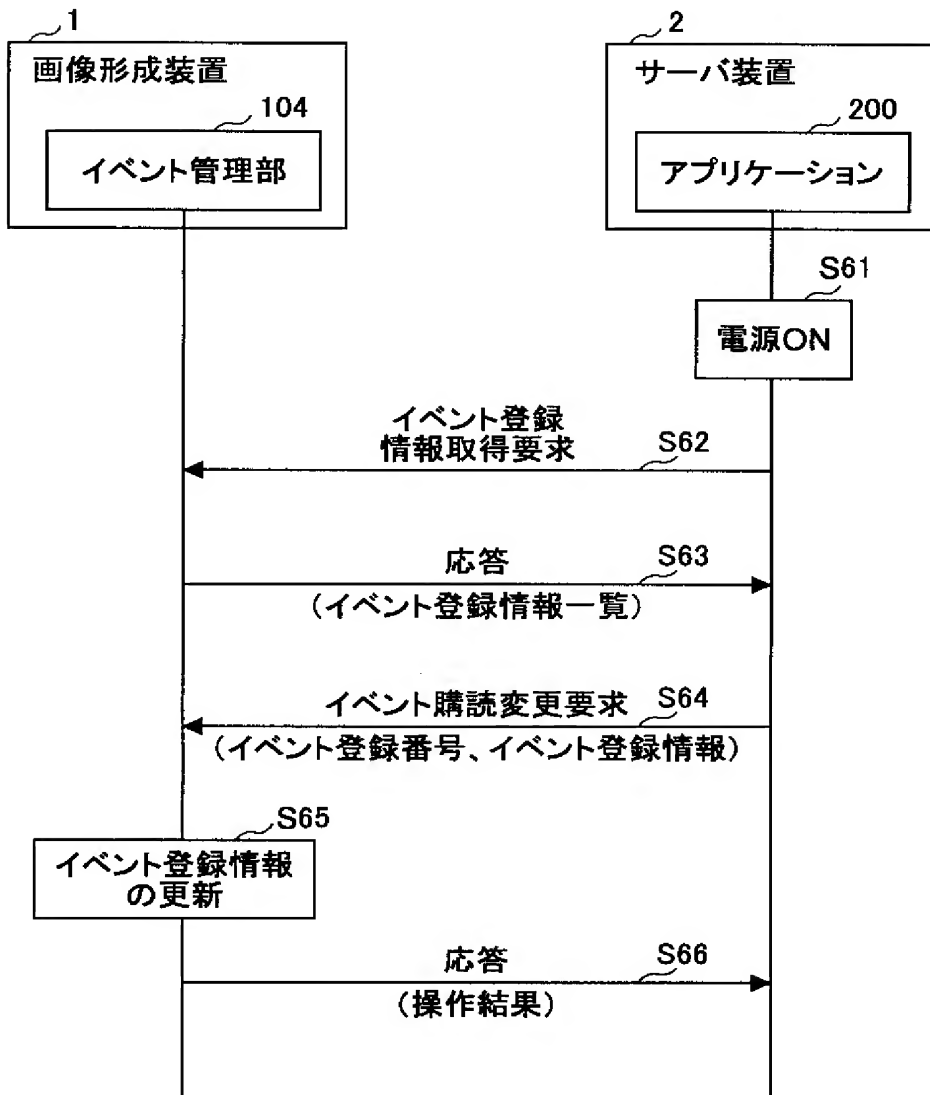 1
画像形成装置
104
イベント管理部
2
サーバ装置
200
アプリケーション
S61
電源ON
イベント登録
情報取得要求
S62
応答
S63
(イベント登録情報一覧)
イベント購読変更要求
S64
(イベント登録番号、イベント登録情報)
S65
イベント登録情報
の更新
応答
S66
(操作結果)